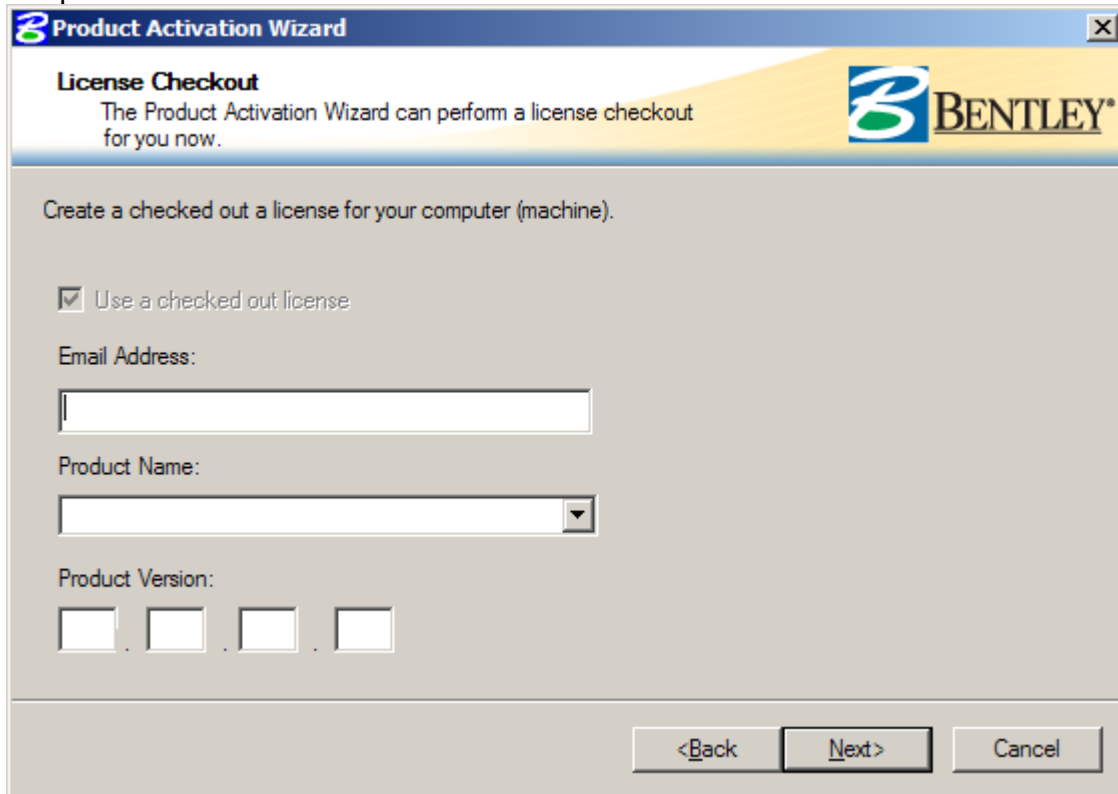 Product Activation Wizard
License Checkout
The Product Activation Wizard can perform a license checkout
for you now.
BENTLEY®
Create a checked out a license for your computer (machine).
Use a checked out license
Email Address:
Product Name:
Product Version:
. . .
<Back Next> Cancel